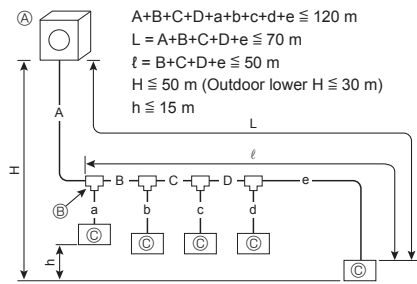 Ⓐ
A+B+C+D+a+b+c+d+e ≦ 120 m
L = A+B+C+D+e ≦ 70 m
ℓ = B+C+D+e ≦ 50 m
H ≦ 50 m (Outdoor lower H ≦ 30 m)
h ≦ 15 m
A
L
H
ℓ
B C D e
Ⓑ a b c d
Ⓒ Ⓒ Ⓒ Ⓒ
h
Ⓒ